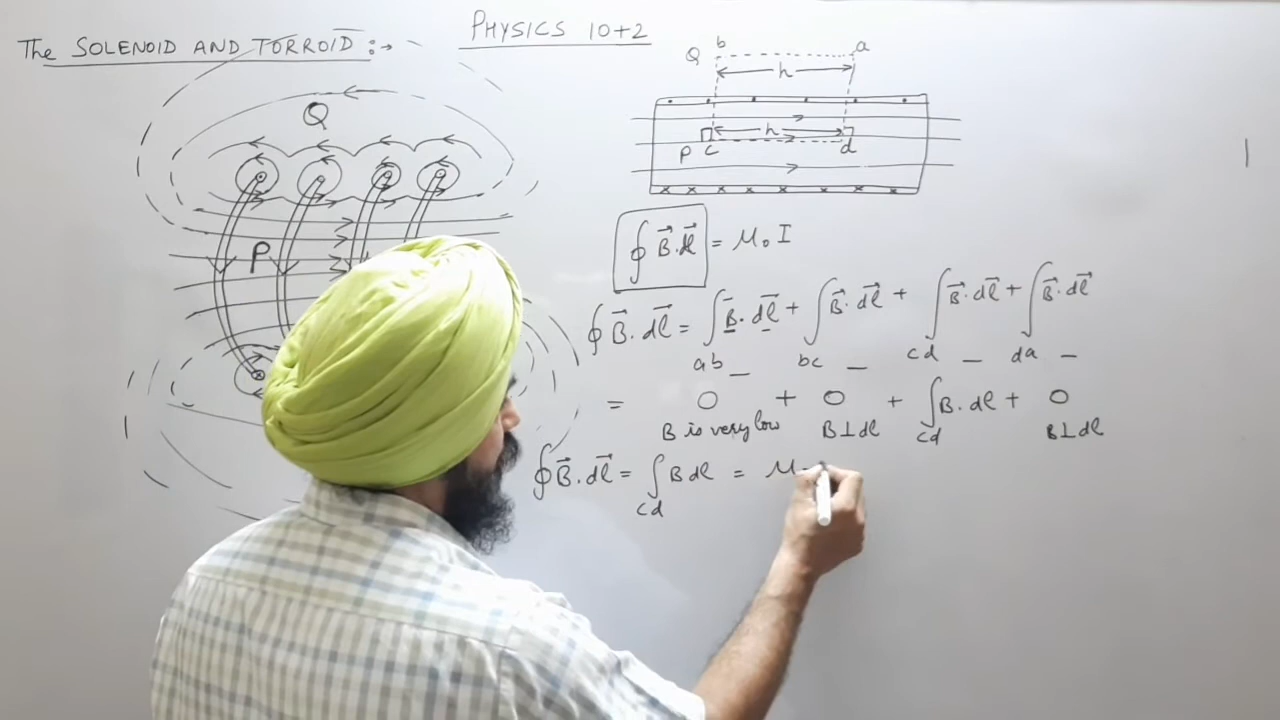 The SOLENOID AND TORROID :→
PHYSICS 10+2
Q b a
h
h
P c d
Q
P
∮ B⃗.dl⃗ = μ₀ I
∮ B⃗. dl⃗ = ∫ B⃗. dl⃗ + ∫ B⃗. dl⃗ + ∫ B⃗. dl⃗ + ∫ B⃗. dl⃗
ab bc cd da
= 0 + 0 + ∫ B. dl + 0
B is very low B⊥dl cd B⊥dl
∮ B⃗. dl⃗ = ∫ B dl = μ
cd